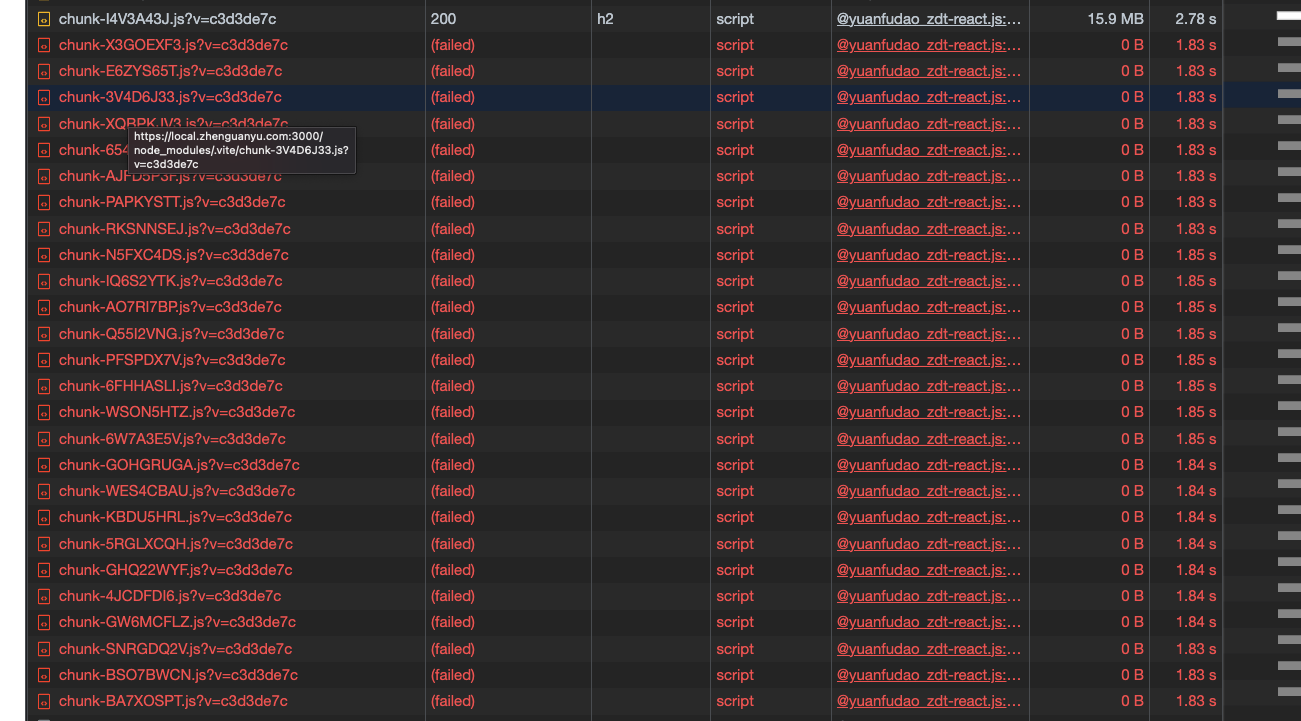 chunk-I4V3A43J.js?v=c3d3de7c 200 h2 script @yuanfudao_zdt-react.js:… 15.9 MB 2.78 s
chunk-X3GOEXF3.js?v=c3d3de7c (failed) script @yuanfudao_zdt-react.js:… 0 B 1.83 s
chunk-E6ZYS65T.js?v=c3d3de7c (failed) script @yuanfudao_zdt-react.js:… 0 B 1.83 s
chunk-3V4D6J33.js?v=c3d3de7c (failed) script @yuanfudao_zdt-react.js:… 0 B 1.83 s
chunk-XQBPKJV3.js?v=c3d3de7c (failed) script @yuanfudao_zdt-react.js:… 0 B 1.83 s
https://local.zhenguanyu.com:3000/
node_modules/.vite/chunk-3V4D6J33.js?
v=c3d3de7c
chunk-654 (failed) script @yuanfudao_zdt-react.js:… 0 B 1.83 s
chunk-AJFD5P3F.js?v=c3d3de7c (failed) script @yuanfudao_zdt-react.js:… 0 B 1.83 s
chunk-PAPKYSTT.js?v=c3d3de7c (failed) script @yuanfudao_zdt-react.js:… 0 B 1.83 s
chunk-RKSNNSEJ.js?v=c3d3de7c (failed) script @yuanfudao_zdt-react.js:… 0 B 1.83 s
chunk-N5FXC4DS.js?v=c3d3de7c (failed) script @yuanfudao_zdt-react.js:… 0 B 1.85 s
chunk-IQ6S2YTK.js?v=c3d3de7c (failed) script @yuanfudao_zdt-react.js:… 0 B 1.85 s
chunk-AO7RI7BP.js?v=c3d3de7c (failed) script @yuanfudao_zdt-react.js:… 0 B 1.85 s
chunk-Q55I2VNG.js?v=c3d3de7c (failed) script @yuanfudao_zdt-react.js:… 0 B 1.85 s
chunk-PFSPDX7V.js?v=c3d3de7c (failed) script @yuanfudao_zdt-react.js:… 0 B 1.85 s
chunk-6FHHASLI.js?v=c3d3de7c (failed) script @yuanfudao_zdt-react.js:… 0 B 1.85 s
chunk-WSON5HTZ.js?v=c3d3de7c (failed) script @yuanfudao_zdt-react.js:… 0 B 1.85 s
chunk-6W7A3E5V.js?v=c3d3de7c (failed) script @yuanfudao_zdt-react.js:… 0 B 1.85 s
chunk-GOHGRUGA.js?v=c3d3de7c (failed) script @yuanfudao_zdt-react.js:… 0 B 1.84 s
chunk-WES4CBAU.js?v=c3d3de7c (failed) script @yuanfudao_zdt-react.js:… 0 B 1.84 s
chunk-KBDU5HRL.js?v=c3d3de7c (failed) script @yuanfudao_zdt-react.js:… 0 B 1.84 s
chunk-5RGLXCQH.js?v=c3d3de7c (failed) script @yuanfudao_zdt-react.js:… 0 B 1.84 s
chunk-GHQ22WYF.js?v=c3d3de7c (failed) script @yuanfudao_zdt-react.js:… 0 B 1.84 s
chunk-4JCDFDI6.js?v=c3d3de7c (failed) script @yuanfudao_zdt-react.js:… 0 B 1.84 s
chunk-GW6MCFLZ.js?v=c3d3de7c (failed) script @yuanfudao_zdt-react.js:… 0 B 1.84 s
chunk-SNRGDQ2V.js?v=c3d3de7c (failed) script @yuanfudao_zdt-react.js:… 0 B 1.83 s
chunk-BSO7BWCN.js?v=c3d3de7c (failed) script @yuanfudao_zdt-react.js:… 0 B 1.83 s
chunk-BA7XOSPT.js?v=c3d3de7c (failed) script @yuanfudao_zdt-react.js:… 0 B 1.83 s